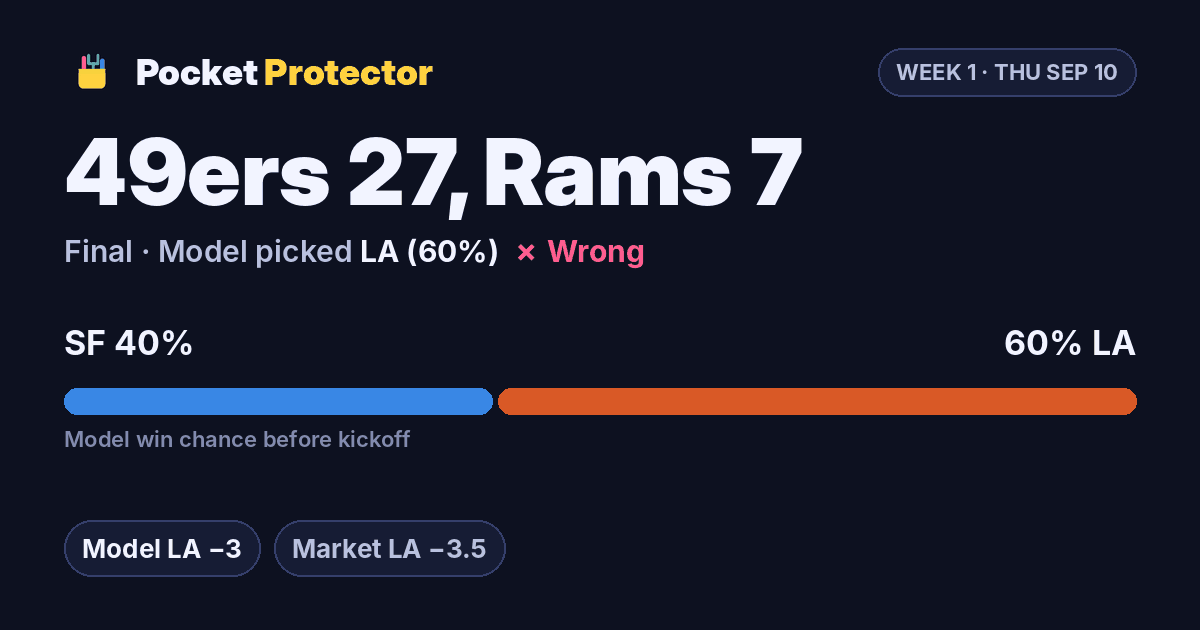 Pocket Protector
WEEK 1 · THU SEP 10
49ers 27, Rams 7
Final · Model picked LA (60%) × Wrong
SF 40%
60% LA
Model win chance before kickoff
Model LA −3
Market LA −3.5